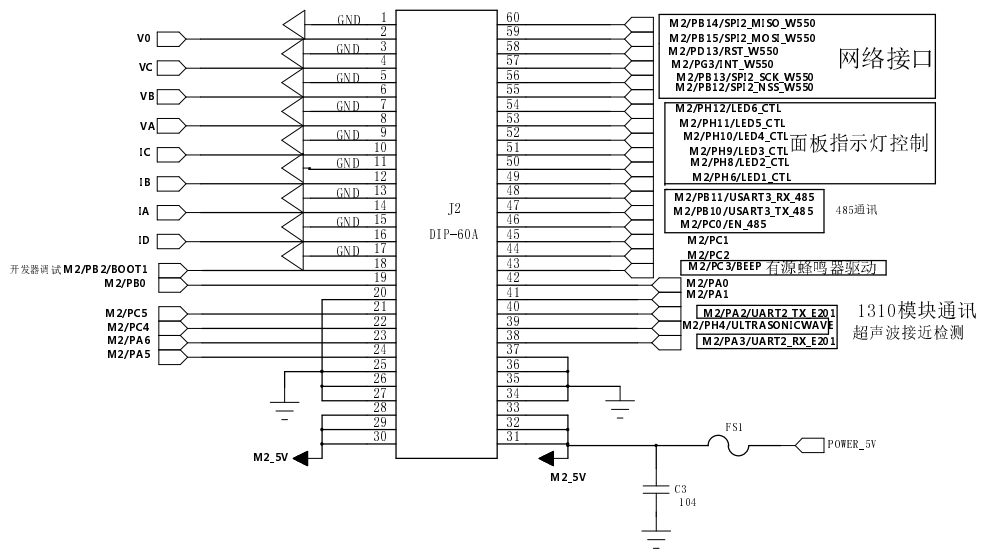 GND 1 60 M2/PB14/SPI2_MISO_W550
V0 2 59 M2/PB15/SPI2_MOSI_W550
GND 3 58 M2/PD13/RST_W550
网络接口
VC 4 57 M2/PG3/INT_W550
GND 5 56 M2/PB13/SPI2_SCK_W550
VB 6 55 M2/PB12/SPI2_NSS_W550
GND 7 54 M2/PH12/LED6_CTL
VA 8 53 M2/PH11/LED5_CTL
GND 9 52 M2/PH10/LED4_CTL
面板指示灯控制
IC 10 51 M2/PH9/LED3_CTL
GND 11 50 M2/PH8/LED2_CTL
IB 12 49 M2/PH6/LED1_CTL
GND 13 48 M2/PB11/USART3_RX_485
IA 14 47 M2/PB10/USART3_TX_485
485通讯
GND 15 46 M2/PC0/EN_485
J2
DIP-60A
ID 16 45 M2/PC1
GND 17 44 M2/PC2
开发器调试 M2/PB2/BOOT1 18 43 M2/PC3/BEEP 有源蜂鸣器驱动
M2/PB0 19 42 M2/PA0
20 41 M2/PA1
M2/PC5 21 40 M2/PA2/UART2_TX_E201
1310模块通讯
M2/PC4 22 39 M2/PH4/ULTRASONICWAVE
超声波接近检测
M2/PA6 23 38 M2/PA3/UART2_RX_E201
M2/PA5 24 37
25 36
26 35
27 34
28 33
29 32
30 31
FS1
POWER_5V
M2_5V
M2_5V
C3
104